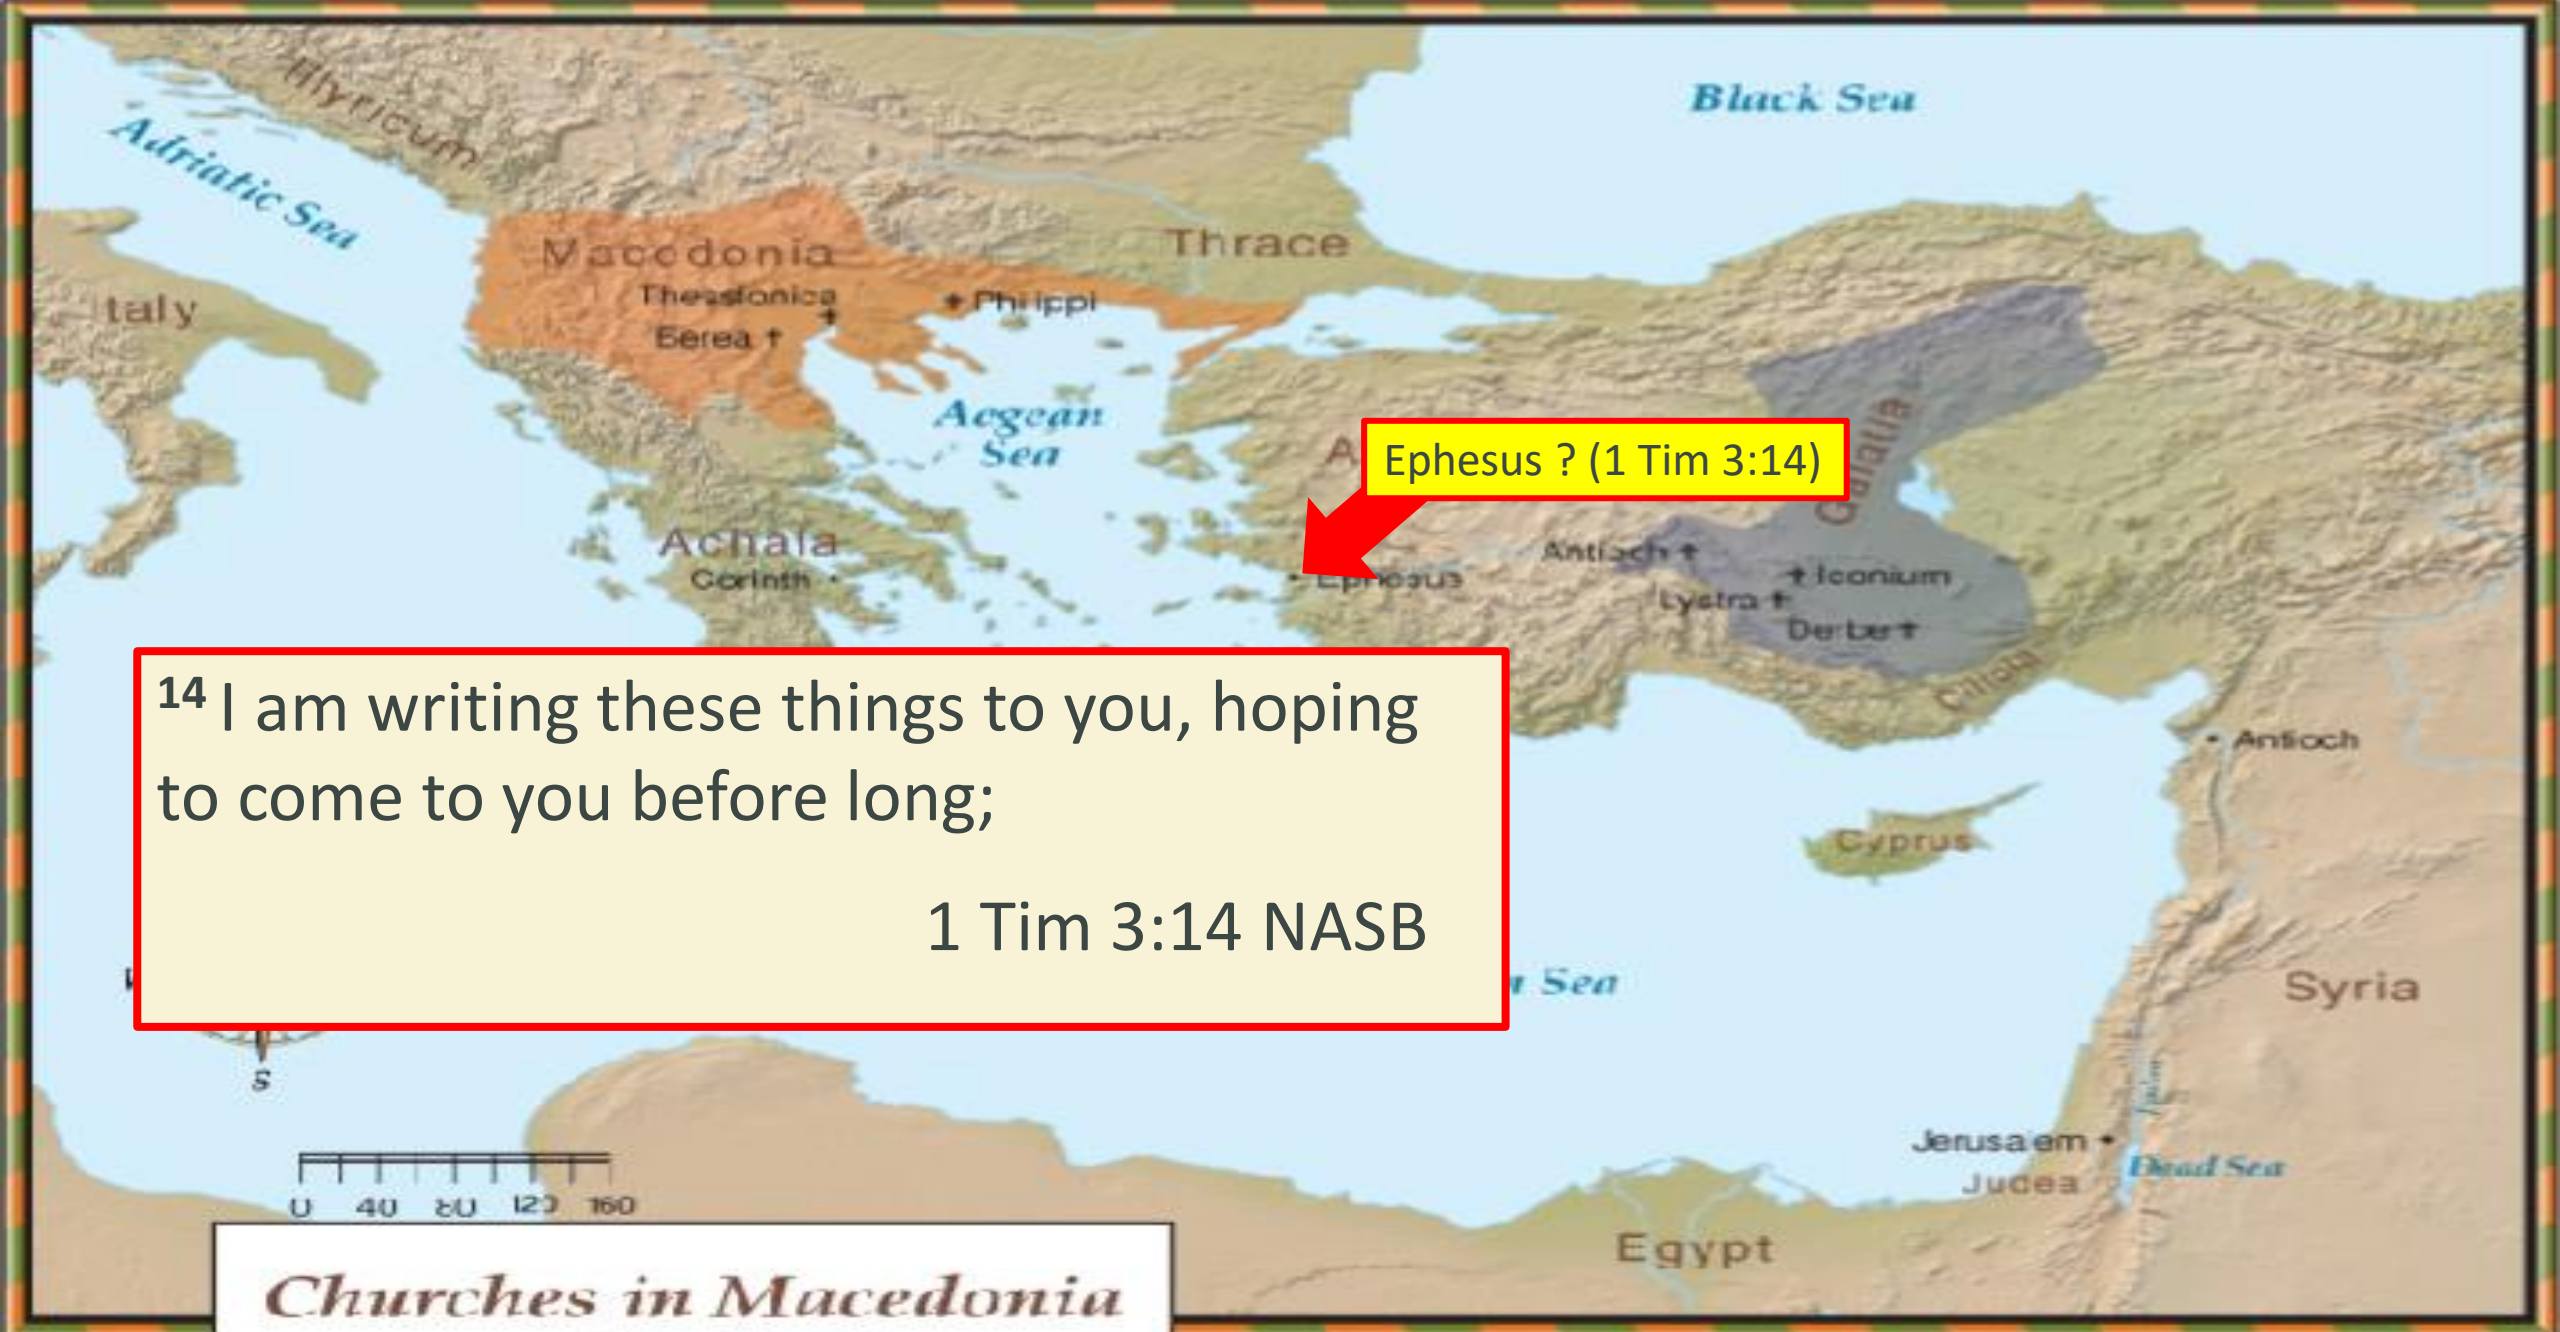 Illyricum
Adriatic Sea
Black Sea
Italy
Macedonia
Thrace
Thesslonica
Philippi
Berea
Aegean
Sea
Ephesus ? (1 Tim 3:14)
Galatia
Achaia
Corinth
Ephesus
Antioch
Iconium
Lystra
Derbe
Cilicia
14 I am writing these things to you, hoping
to come to you before long;
1 Tim 3:14 NASB
Antioch
Cyprus
Sea
Syria
S
Jerusalem
Dead Sea
Judea
0 40 80 120 160
Egypt
Churches in Macedonia